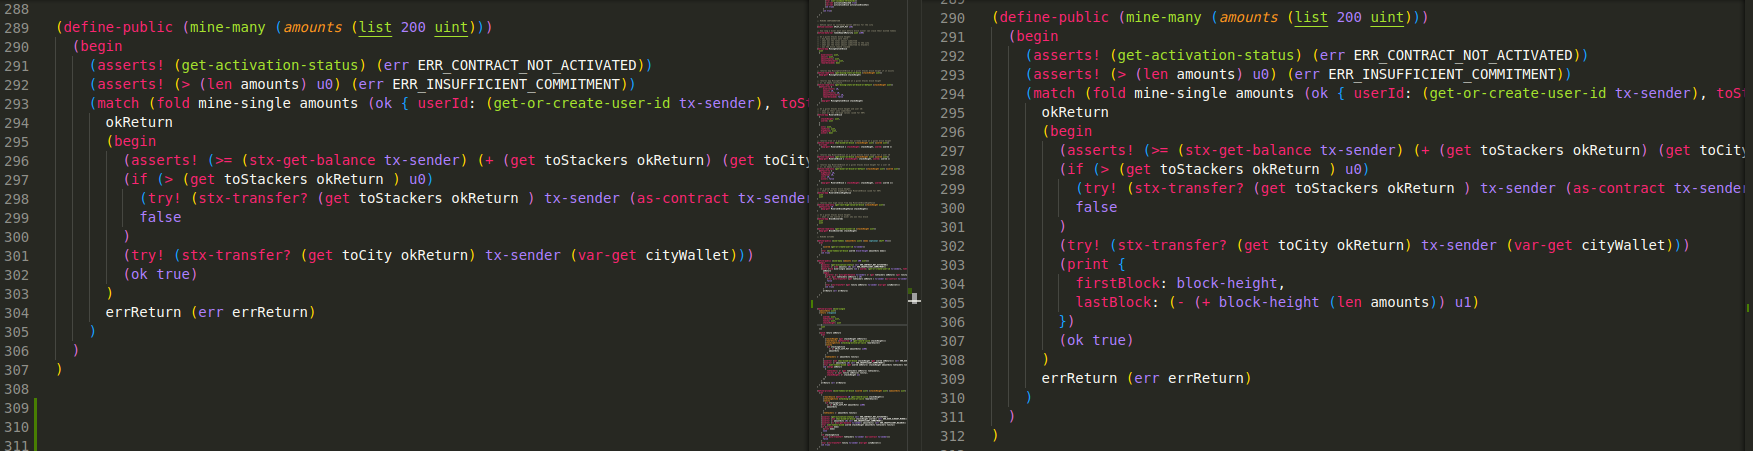 288
289 (define-public (mine-many (amounts (list 200 uint)))
290 (begin
291 (asserts! (get-activation-status) (err ERR_CONTRACT_NOT_ACTIVATED))
292 (asserts! (> (len amounts) u0) (err ERR_INSUFFICIENT_COMMITMENT))
293 (match (fold mine-single amounts (ok { userId: (get-or-create-user-id tx-sender), toSt
294 okReturn
295 (begin
296 (asserts! (>= (stx-get-balance tx-sender) (+ (get toStackers okReturn) (get toCity
297 (if (> (get toStackers okReturn ) u0)
298 (try! (stx-transfer? (get toStackers okReturn ) tx-sender (as-contract tx-sender
299 false
300 )
301 (try! (stx-transfer? (get toCity okReturn) tx-sender (var-get cityWallet)))
302 (ok true)
303 )
304 errReturn (err errReturn)
305 )
306 )
307 )
308
309
310
311
289
290 (define-public (mine-many (amounts (list 200 uint)))
291 (begin
292 (asserts! (get-activation-status) (err ERR_CONTRACT_NOT_ACTIVATED))
293 (asserts! (> (len amounts) u0) (err ERR_INSUFFICIENT_COMMITMENT))
294 (match (fold mine-single amounts (ok { userId: (get-or-create-user-id tx-sender), toSt
295 okReturn
296 (begin
297 (asserts! (>= (stx-get-balance tx-sender) (+ (get toStackers okReturn) (get toCity
298 (if (> (get toStackers okReturn ) u0)
299 (try! (stx-transfer? (get toStackers okReturn ) tx-sender (as-contract tx-sender
300 false
301 )
302 (try! (stx-transfer? (get toCity okReturn) tx-sender (var-get cityWallet)))
303 (print {
304 firstBlock: block-height,
305 lastBlock: (- (+ block-height (len amounts)) u1)
306 })
307 (ok true)
308 )
309 errReturn (err errReturn)
310 )
311 )
312 )